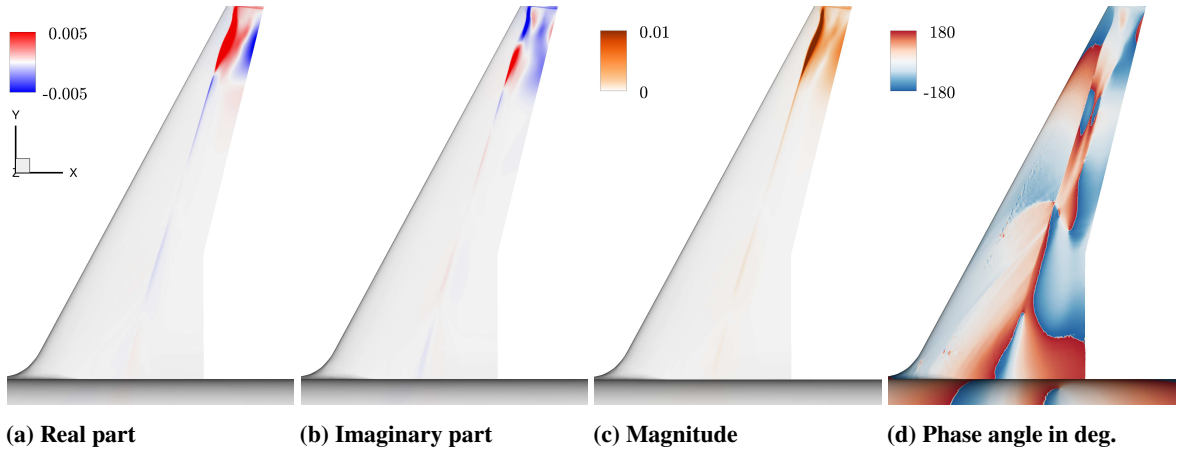 0.005
-0.005
Y
Z
X
0.01
0
180
-180
(a) Real part
(b) Imaginary part
(c) Magnitude
(d) Phase angle in deg.